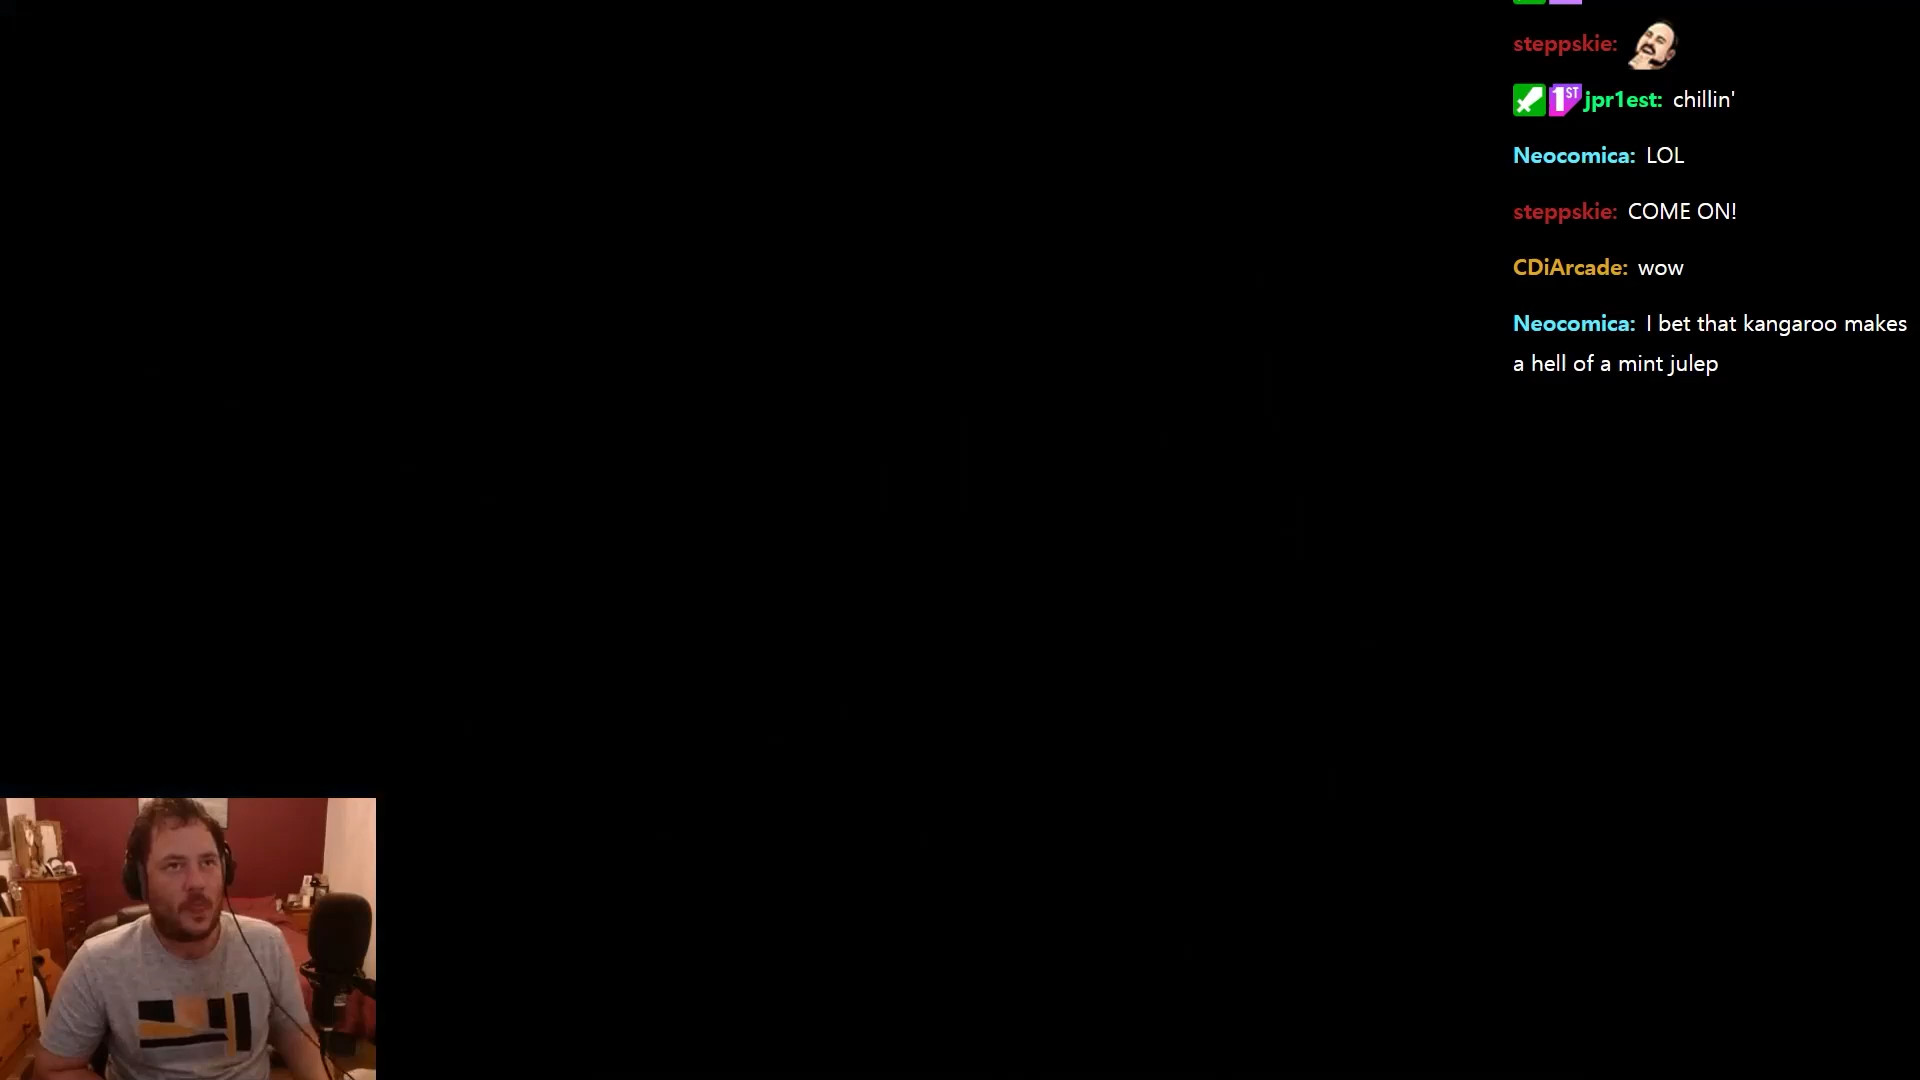 steppskie:
1ST jpr1est: chillin'
Neocomica: LOL
steppskie: COME ON!
CDiArcade: wow
Neocomica: I bet that kangaroo makes
a hell of a mint julep